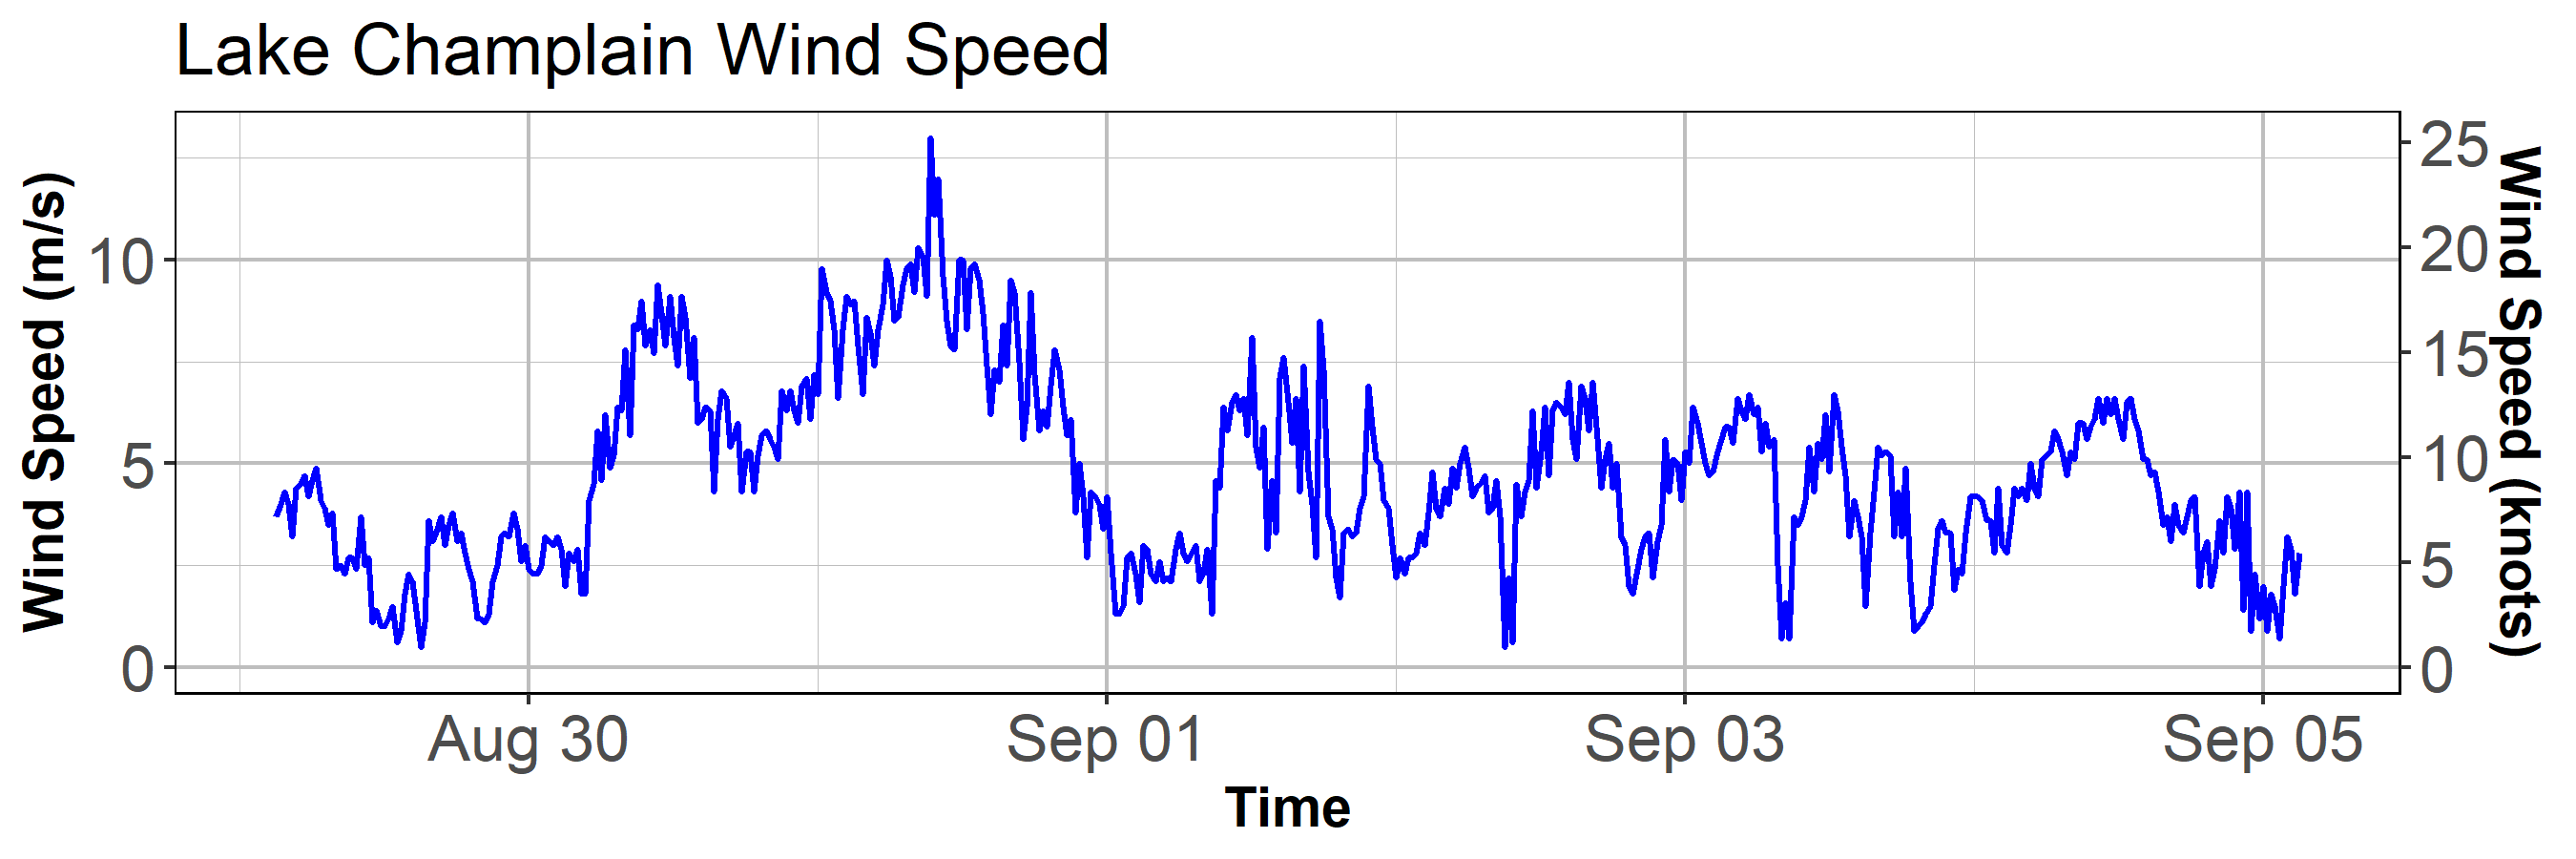 Lake Champlain Wind Speed
Wind Speed (m/s)
10
5
0
25
20
15
10
5
0
Wind Speed (knots)
Aug 30
Sep 01
Sep 03
Sep 05
Time